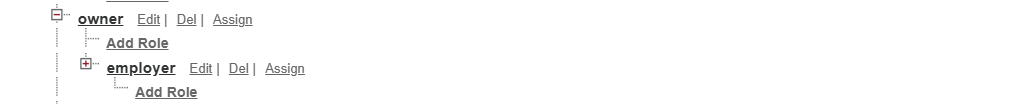 owner Edit | Del | Assign
Add Role
employer Edit | Del | Assign
Add Role